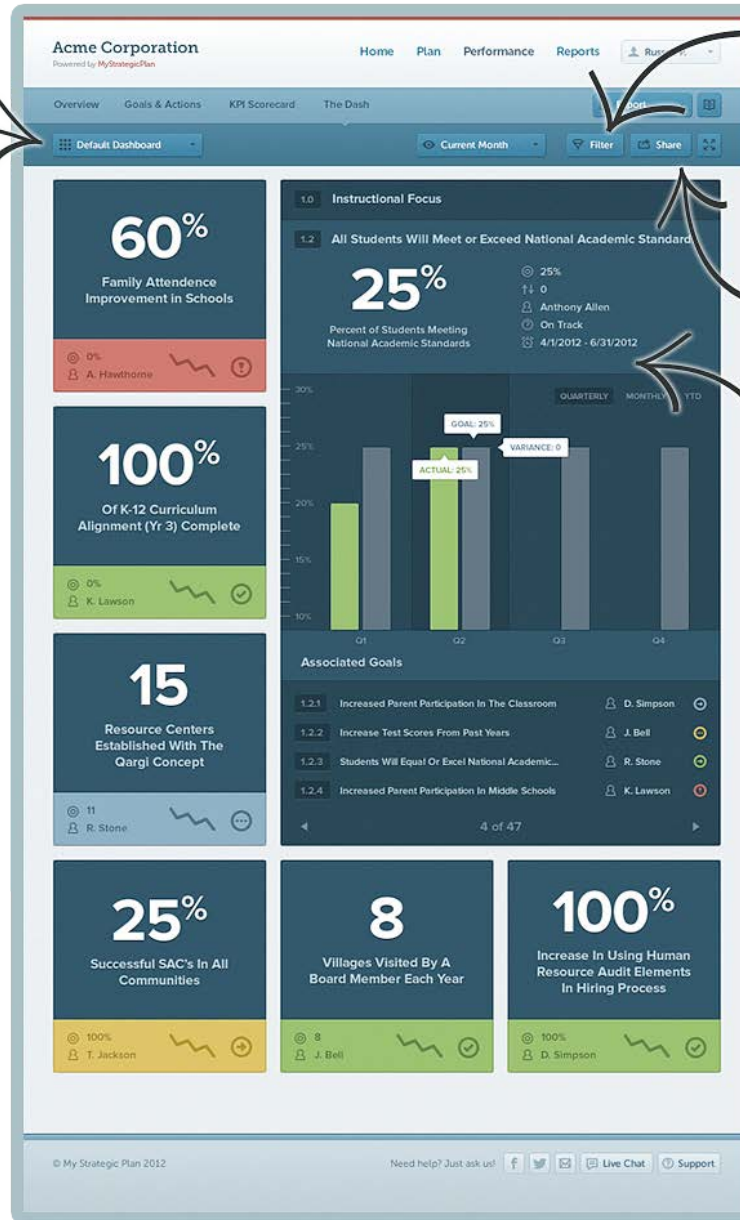 Acme Corporation
Powered by MyStrategicPlan
Home Plan Performance Reports
Overview Goals & Actions KPI Scorecard The Dash
Default Dashboard
Current Month
Filter
Share
60%
Family Attendence
Improvement in Schools
0%
A. Hawthorne
100%
Of K-12 Curriculum
Alignment (Yr 3) Complete
0%
K. Lawson
15
Resource Centers
Established With The
Qargi Concept
11
R. Stone
1.0 Instructional Focus
1.2 All Students Will Meet or Exceed National Academic Standard
25%
Percent of Students Meeting
National Academic Standards
25%
0
Anthony Allen
On Track
4/1/2012 - 6/31/2012
QUARTERLY MONTHLY YTD
30%
25%
20%
15%
10%
GOAL: 25%
VARIANCE: 0
ACTUAL: 25%
Q1 Q2 Q3 Q4
Associated Goals
1.2.1 Increased Parent Participation In The Classroom D. Simpson
1.2.2 Increase Test Scores From Past Years J. Bell
1.2.3 Students Will Equal Or Excel National Academic... R. Stone
1.2.4 Increased Parent Participation In Middle Schools K. Lawson
4 of 47
25%
Successful SAC's In All
Communities
100%
T. Jackson
8
Villages Visited By A
Board Member Each Year
8
J. Bell
100%
Increase In Using Human
Resource Audit Elements
In Hiring Process
100%
D. Simpson
© My Strategic Plan 2012
Need help? Just ask us! Live Chat Support